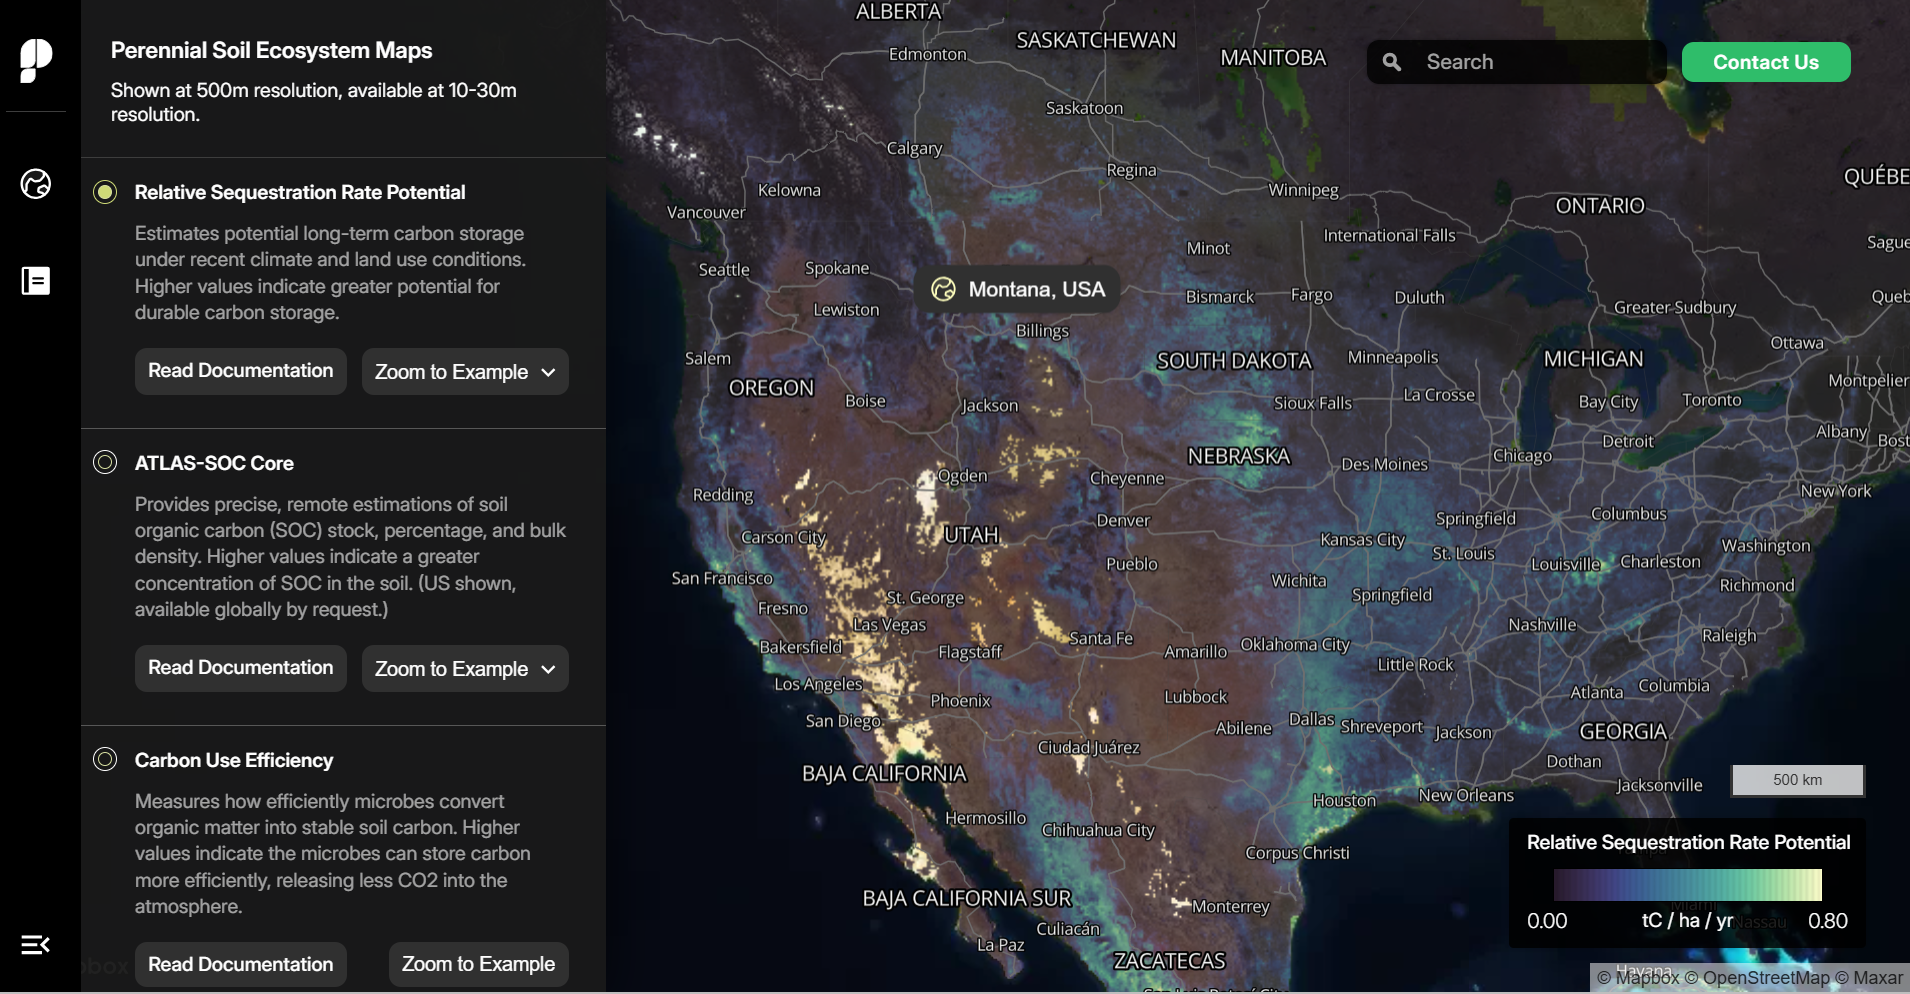 Perennial Soil Ecosystem Maps
Shown at 500m resolution, available at 10-30m
resolution.
Relative Sequestration Rate Potential
Estimates potential long-term carbon storage
under recent climate and land use conditions.
Higher values indicate greater potential for
durable carbon storage.
Read Documentation
Zoom to Example
ATLAS-SOC Core
Provides precise, remote estimations of soil
organic carbon (SOC) stock, percentage, and bulk
density. Higher values indicate a greater
concentration of SOC in the soil. (US shown,
available globally by request.)
Read Documentation
Zoom to Example
Carbon Use Efficiency
Measures how efficiently microbes convert
organic matter into stable soil carbon. Higher
values indicate the microbes can store carbon
more efficiently, releasing less CO2 into the
atmosphere.
Read Documentation
Zoom to Example
Search
Contact Us
ALBERTA
SASKATCHEWAN
Edmonton
MANITOBA
Saskatoon
Calgary
Regina
QUÉBE
Kelowna
Winnipeg
ONTARIO
Vancouver
International Falls
Sague
Minot
Seattle
Spokane
Montana, USA
Bismarck
Fargo
Duluth
Queb
Lewiston
Greater Sudbury
Billings
Ottawa
Salem
SOUTH DAKOTA
Minneapolis
MICHIGAN
OREGON
Montpelier
Boise
Jackson
Sioux Falls
La Crosse
Bay City
Toronto
Albany
Bost
Detroit
NEBRASKA
Chicago
Des Moines
Ogden
Cheyenne
Redding
New York
Denver
Springfield
Columbus
Carson City
UTAH
Kansas City
St. Louis
Washington
Pueblo
Louisville
Charleston
San Francisco
Wichita
Richmond
St. George
Springfield
Fresno
Las Vegas
Nashville
Raleigh
Bakersfield
Flagstaff
Santa Fe
Amarillo
Oklahoma City
Little Rock
Los Angeles
Phoenix
Lubbock
Atlanta
Columbia
San Diego
Abilene
Dallas
Shreveport
Jackson
GEORGIA
Ciudad Juárez
Dothan
BAJA CALIFORNIA
500 km
Jacksonville
Houston
New Orleans
Hermosillo
Chihuahua City
Corpus Christi
BAJA CALIFORNIA SUR
Monterrey
Culiacán
La Paz
ZACATECAS
San Luis Potosí City
Relative Sequestration Rate Potential
Miami
0.00
tC / ha / yr
Nassau
0.80
Havana
© Mapbox © OpenStreetMap © Maxar